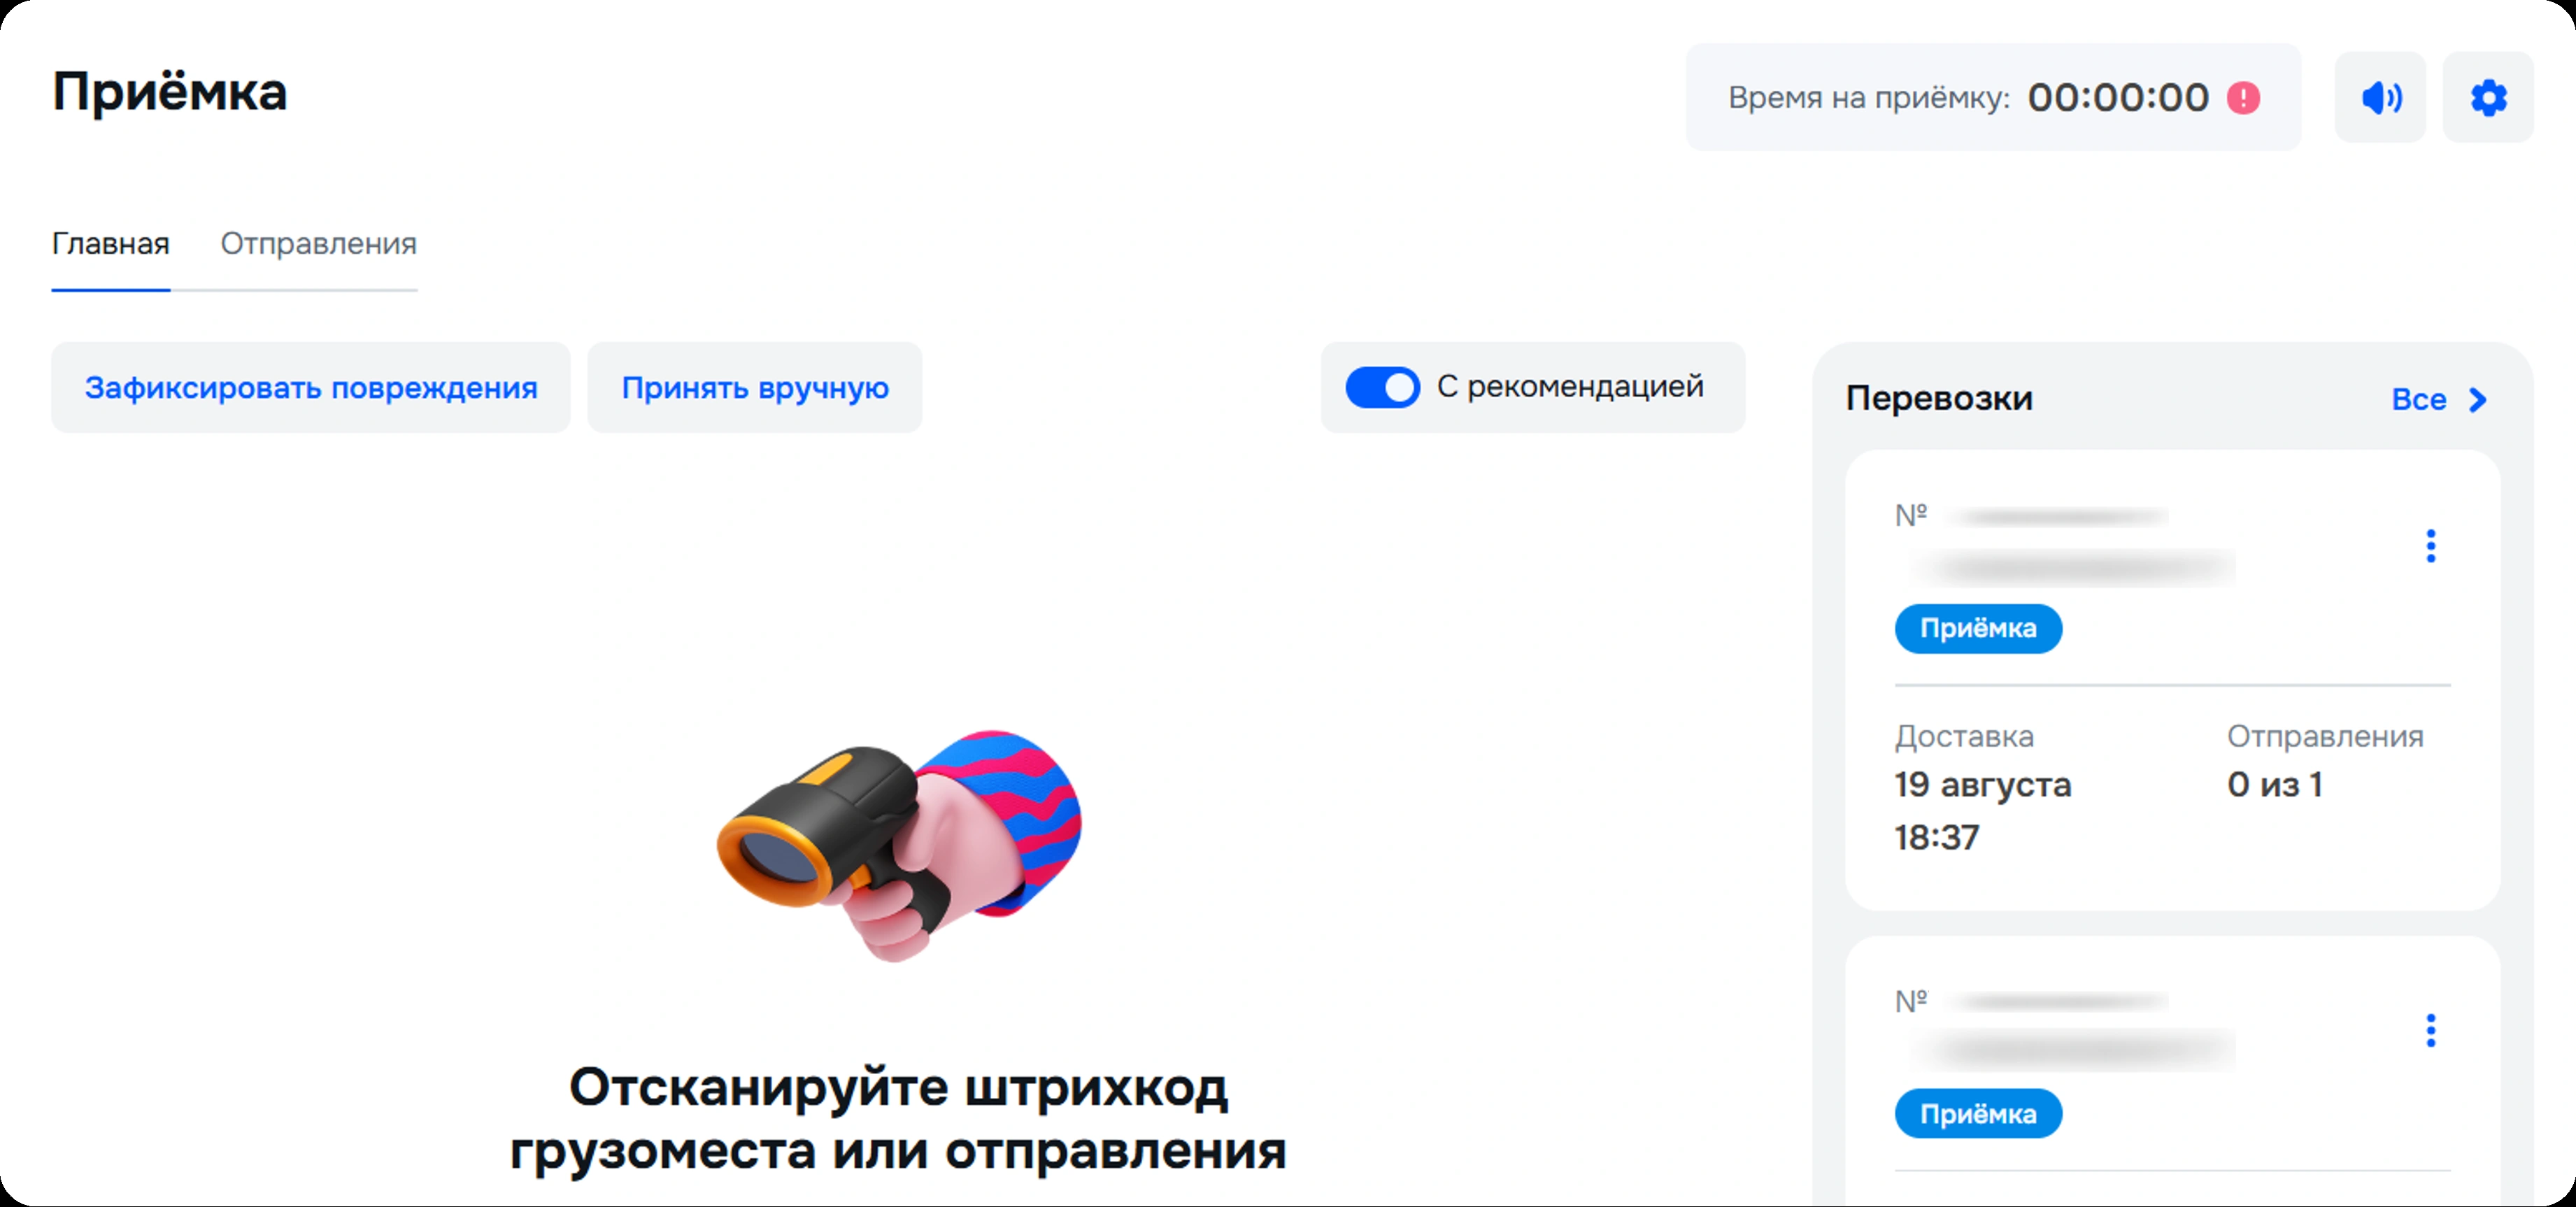 Приёмка
Время на приёмку: 00:00:00
Главная Отправления
Зафиксировать повреждения Принять вручную
С рекомендацией
Отсканируйте штрихкод
грузоместа или отправления
Перевозки Все
№
Приёмка
Доставка Отправления
19 августа 0 из 1
18:37
№
Приёмка